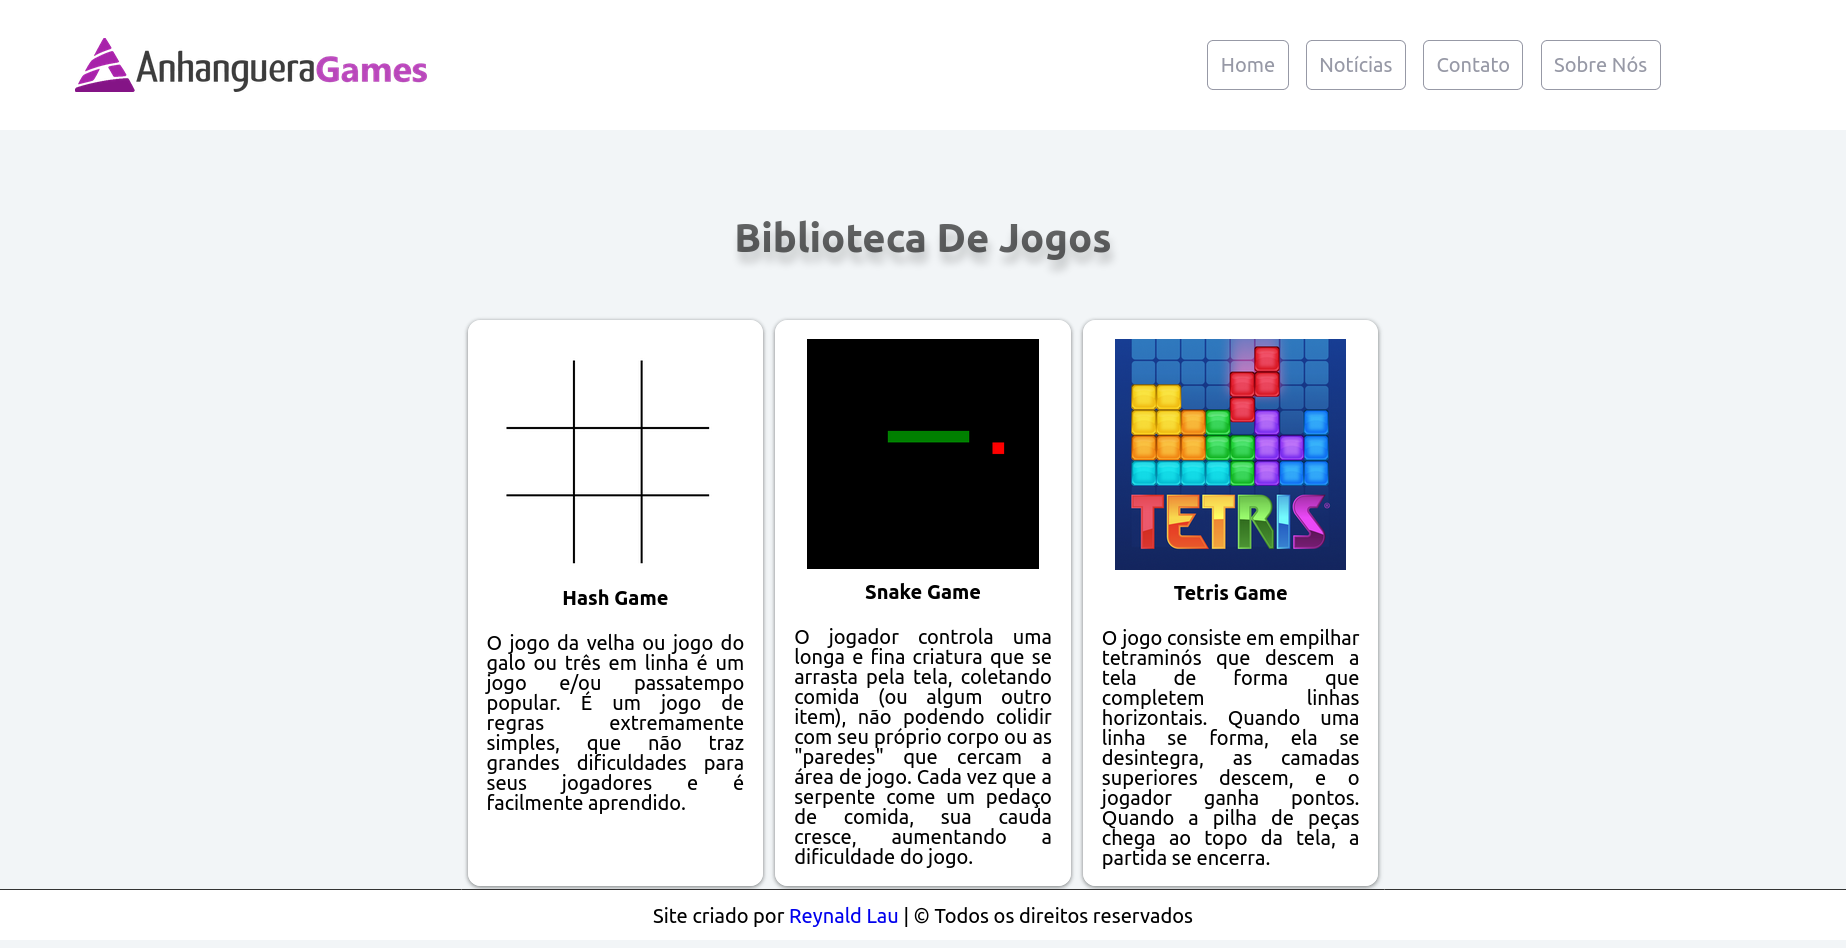 AnhangueraGames
Home
Notícias
Contato
Sobre Nós
Biblioteca De Jogos
Hash Game
O jogo da velha ou jogo do
galo ou três em linha é um
jogo e/ou passatempo
popular. É um jogo de
regras extremamente
simples, que não traz
grandes dificuldades para
seus jogadores e é
facilmente aprendido.
Snake Game
O jogador controla uma
longa e fina criatura que se
arrasta pela tela, coletando
comida (ou algum outro
item), não podendo colidir
com seu próprio corpo ou as
"paredes" que cercam a
área de jogo. Cada vez que a
serpente come um pedaço
de comida, sua cauda
cresce, aumentando a
dificuldade do jogo.
TETRIS
Tetris Game
O jogo consiste em empilhar
tetraminós que descem a
tela de forma que
completem linhas
horizontais. Quando uma
linha se forma, ela se
desintegra, as camadas
superiores descem, e o
jogador ganha pontos.
Quando a pilha de peças
chega ao topo da tela, a
partida se encerra.
Site criado por Reynald Lau | © Todos os direitos reservados